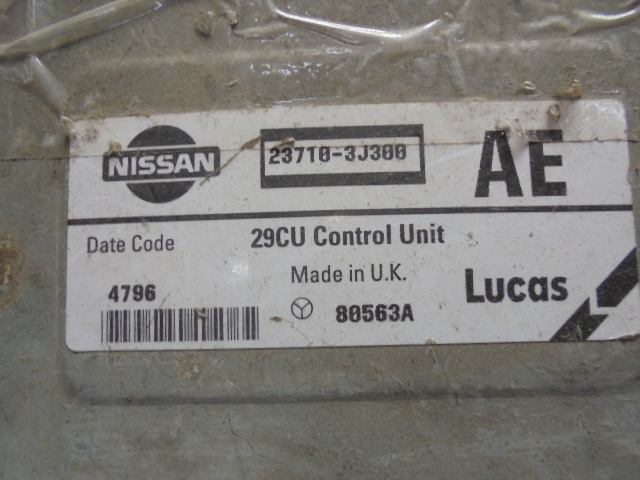 NISSAN
23710-3J300
AE
Date Code
29CU Control Unit
4796
Made in U.K.
80563A
Lucas